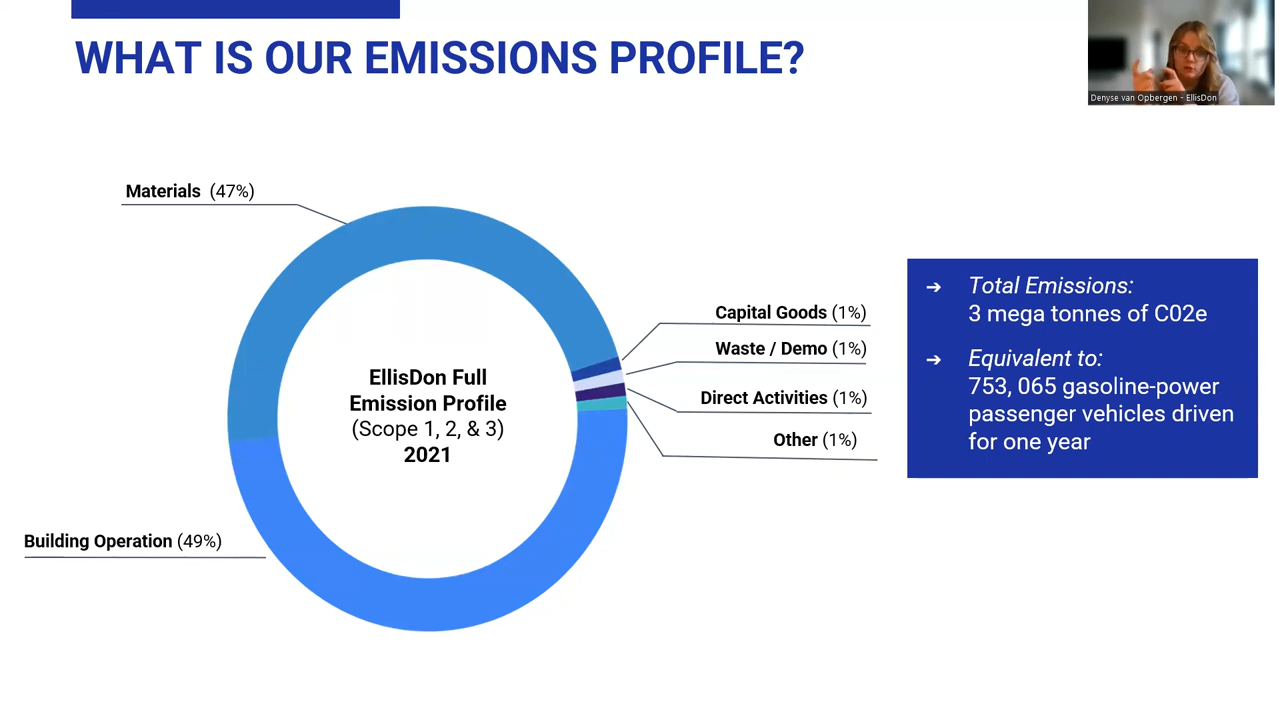 WHAT IS OUR EMISSIONS PROFILE?
Denyse van Opbergen - EllisDon
Materials (47%)
Capital Goods (1%)
Waste / Demo (1%)
Direct Activities (1%)
Other (1%)
Building Operation (49%)
EllisDon Full
Emission Profile
(Scope 1, 2, & 3)
2021
➔ Total Emissions:
3 mega tonnes of C02e
➔ Equivalent to:
753, 065 gasoline-power
passenger vehicles driven
for one year